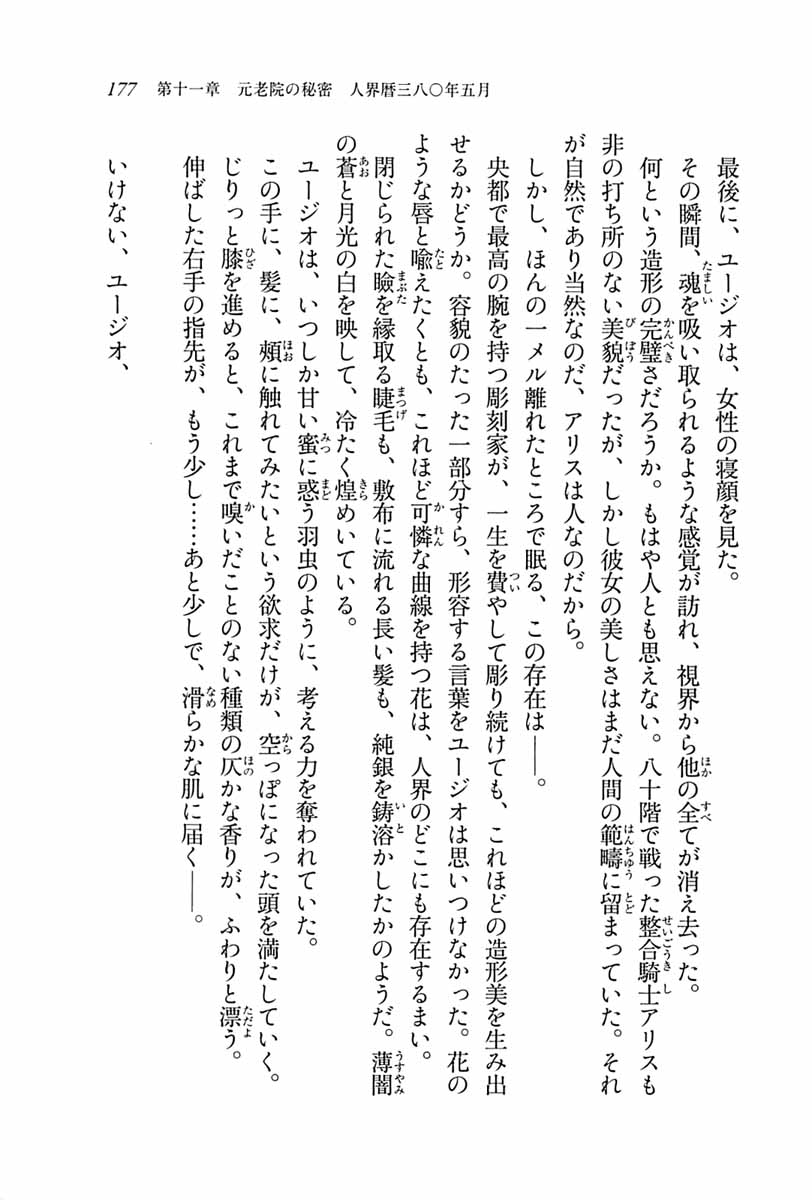 177 第十一章 元老院の秘密 人界暦三八〇年五月
最後に、ユージオは、女性の寝顔を見た。
その瞬間、魂を吸い取られるような感覚が訪れ、視界から他の全てが消え去った。
何という造形の完璧さだろうか。もはや人とも思えない。八十階で戦った整合騎士アリスも
非の打ち所のない美貌だったが、しかし彼女の美しさはまだ人間の範疇に留まっていた。それ
が自然であり当然なのだ、アリスは人なのだから。
しかし、ほんの一メル離れたところで眠る、この存在は――。
央都で最高の腕を持つ彫刻家が、一生を費やして彫り続けても、これほどの造形美を生み出
せるかどうか。容貌のたった一部分すら、形容する言葉をユージオは思いつけなかった。花の
ような唇と喩えたくとも、これほど可憐な曲線を持つ花は、人界のどこにも存在するまい。
閉じられた瞼を縁取る睫毛も、敷布に流れる長い髪も、純銀を鋳溶かしたかのようだ。薄闇
の蒼と月光の白を映して、冷たく煌めいている。
ユージオは、いつしか甘い蜜に惑う羽虫のように、考える力を奪われていた。
この手に、髪に、頰に触れてみたいという欲求だけが、空っぽになった頭を満たしていく。
じりっと膝を進めると、これまで嗅いだことのない種類の仄かな香りが、ふわりと漂う。
伸ばした右手の指先が、もう少し……あと少しで、滑らかな肌に届く――。
いけない、ユージオ、